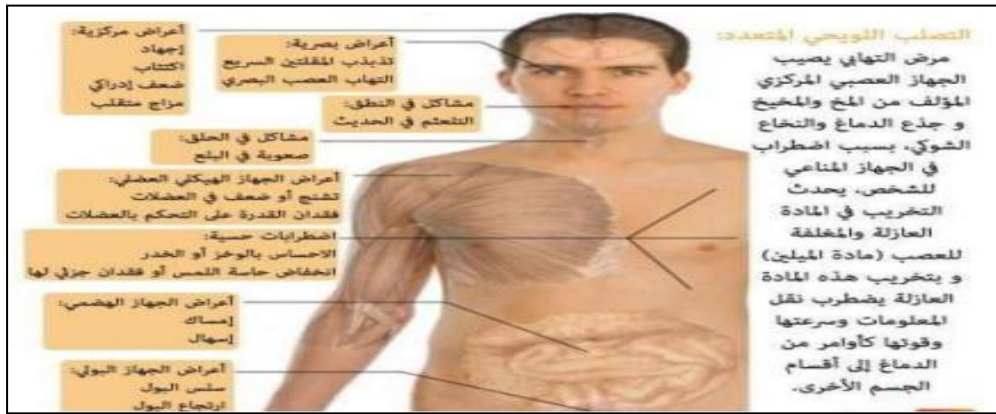 التصلب اللويحي المتعدد:
مرض التهابي يصيب
الجهاز العصبي المركزي
المؤلف من المخ والمخيخ
و جذع الدماغ والنخاع
الشوكي، بسبب اضطراب
في الجهاز المناعي
للشخص، يحدث
التخريب في المادة
العازلة والمغلفة
للعصب (مادة الميلين)
و بتخريب هذه المادة
العازلة يضطرب نقل
المعلومات وسرعتها
وقوتها كأوامر من
الدماغ إلى أقسام
الجسم الأخرى.
أعراض مركزية:
إجهاد
اكتئاب
ضعف إدراكي
مزاج متقلب
أعراض بصرية:
تذبذب المقلتين السريع
التهاب العصب البصري
مشاكل في النطق:
التلعثم في الحديث
مشاكل في الحلق:
صعوبة في البلع
أعراض الجهاز الهيكلي العضلي:
تشنج أو ضعف في العضلات
فقدان القدرة على التحكم بالعضلات
اضطرابات حسية:
الاحساس بالوخز أو الخدر
انخفاض حاسة اللمس أو فقدان جزئي لها
أعراض الجهاز الهضمي:
إمساك
إسهال
أعراض الجهاز البولي:
سلس البول
ارتجاع البول